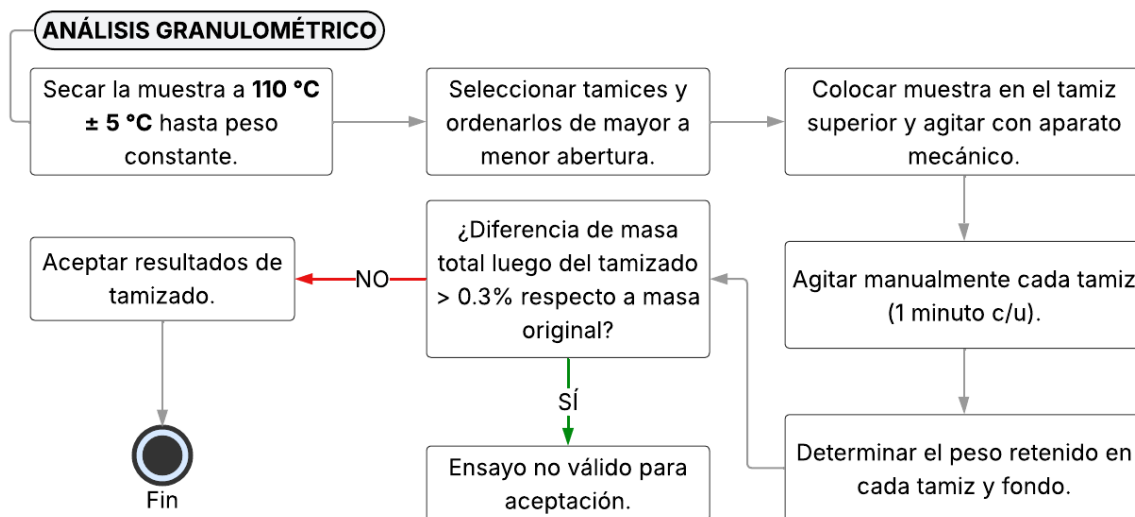 ANÁLISIS GRANULOMÉTRICO
Secar la muestra a 110 °C
± 5 °C hasta peso
constante.
Seleccionar tamices y
ordenarlos de mayor a
menor abertura.
Colocar muestra en el tamiz
superior y agitar con aparato
mecánico.
Agitar manualmente cada tamiz
(1 minuto c/u).
Determinar el peso retenido en
cada tamiz y fondo.
¿Diferencia de masa
total luego del tamizado
> 0.3% respecto a masa
original?
NO
Aceptar resultados de
tamizado.
Fin
SÍ
Ensayo no válido para
aceptación.